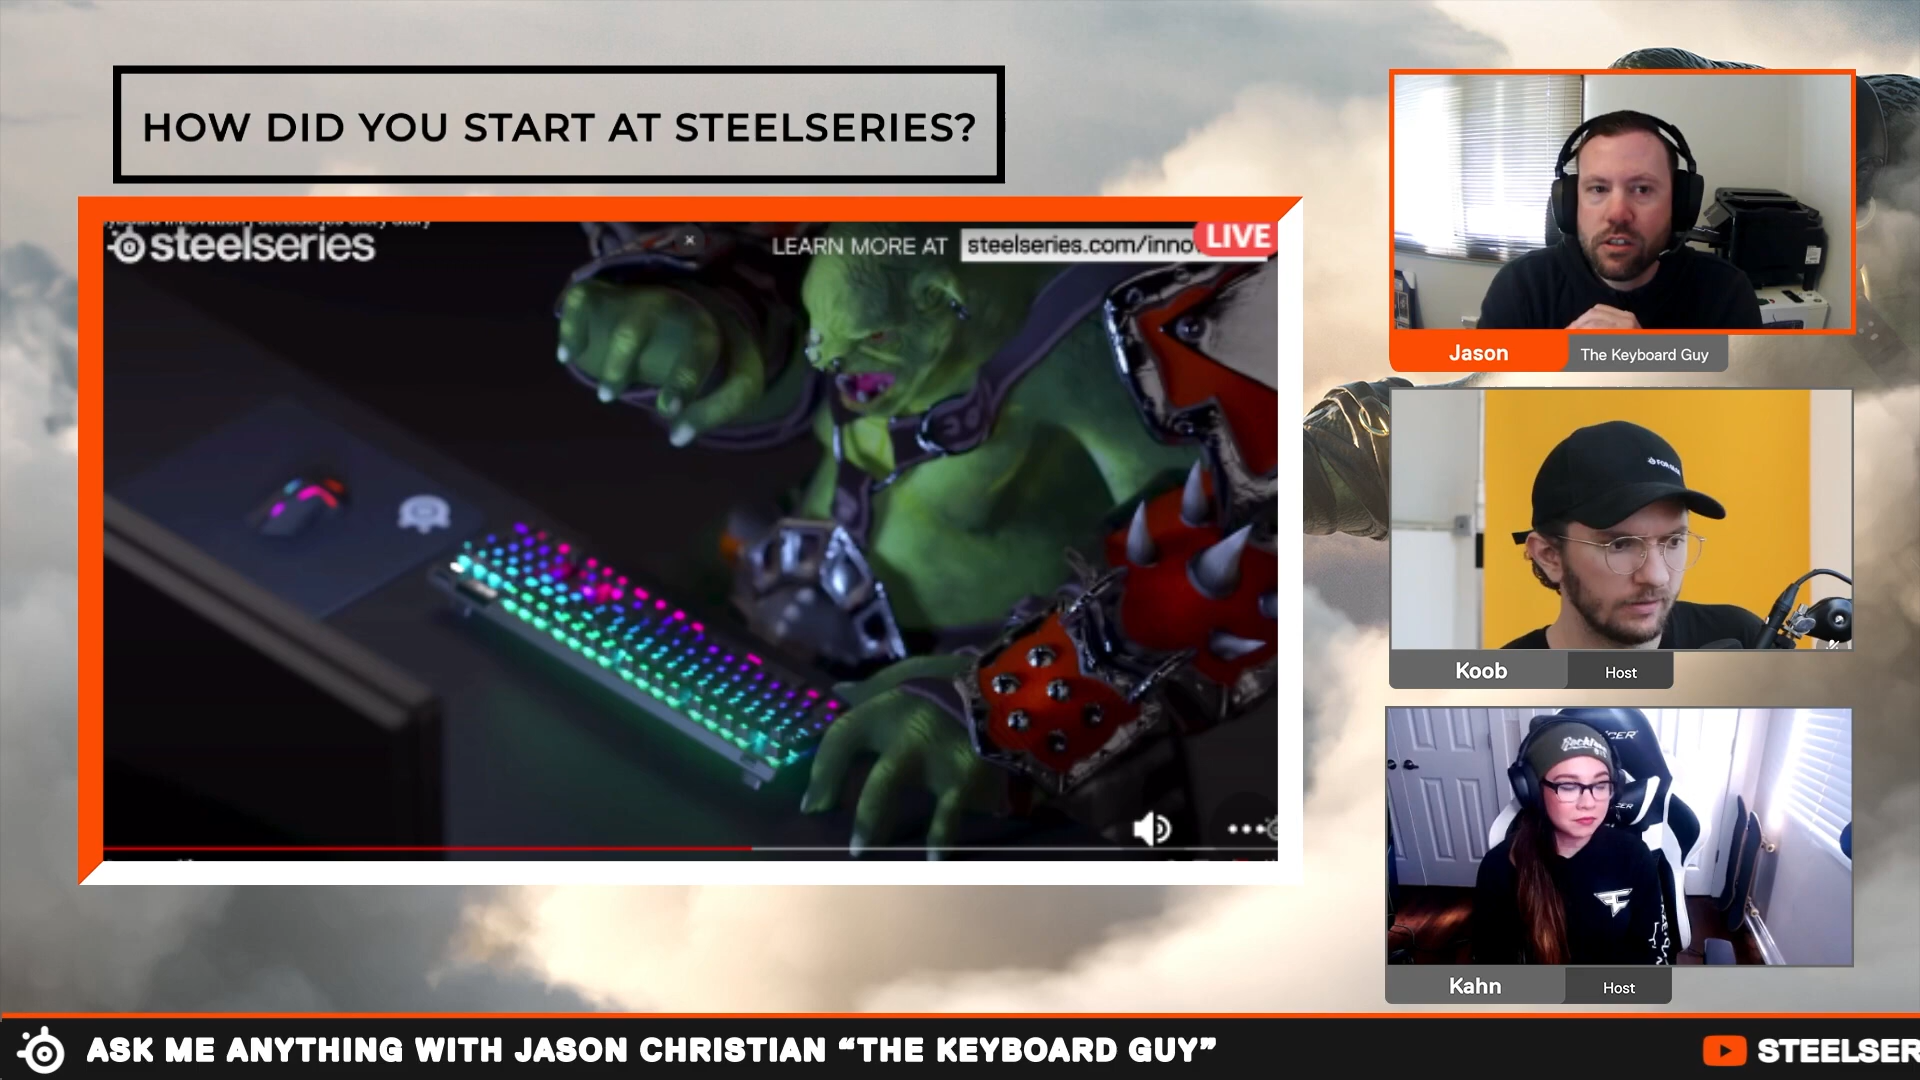 HOW DID YOU START AT STEELSERIES?
steelseries
LEARN MORE AT steelseries.com/inno
LIVE
Jason
The Keyboard Guy
Koob
Host
Kahn
Host
ASK ME ANYTHING WITH JASON CHRISTIAN “THE KEYBOARD GUY”
STEELSER